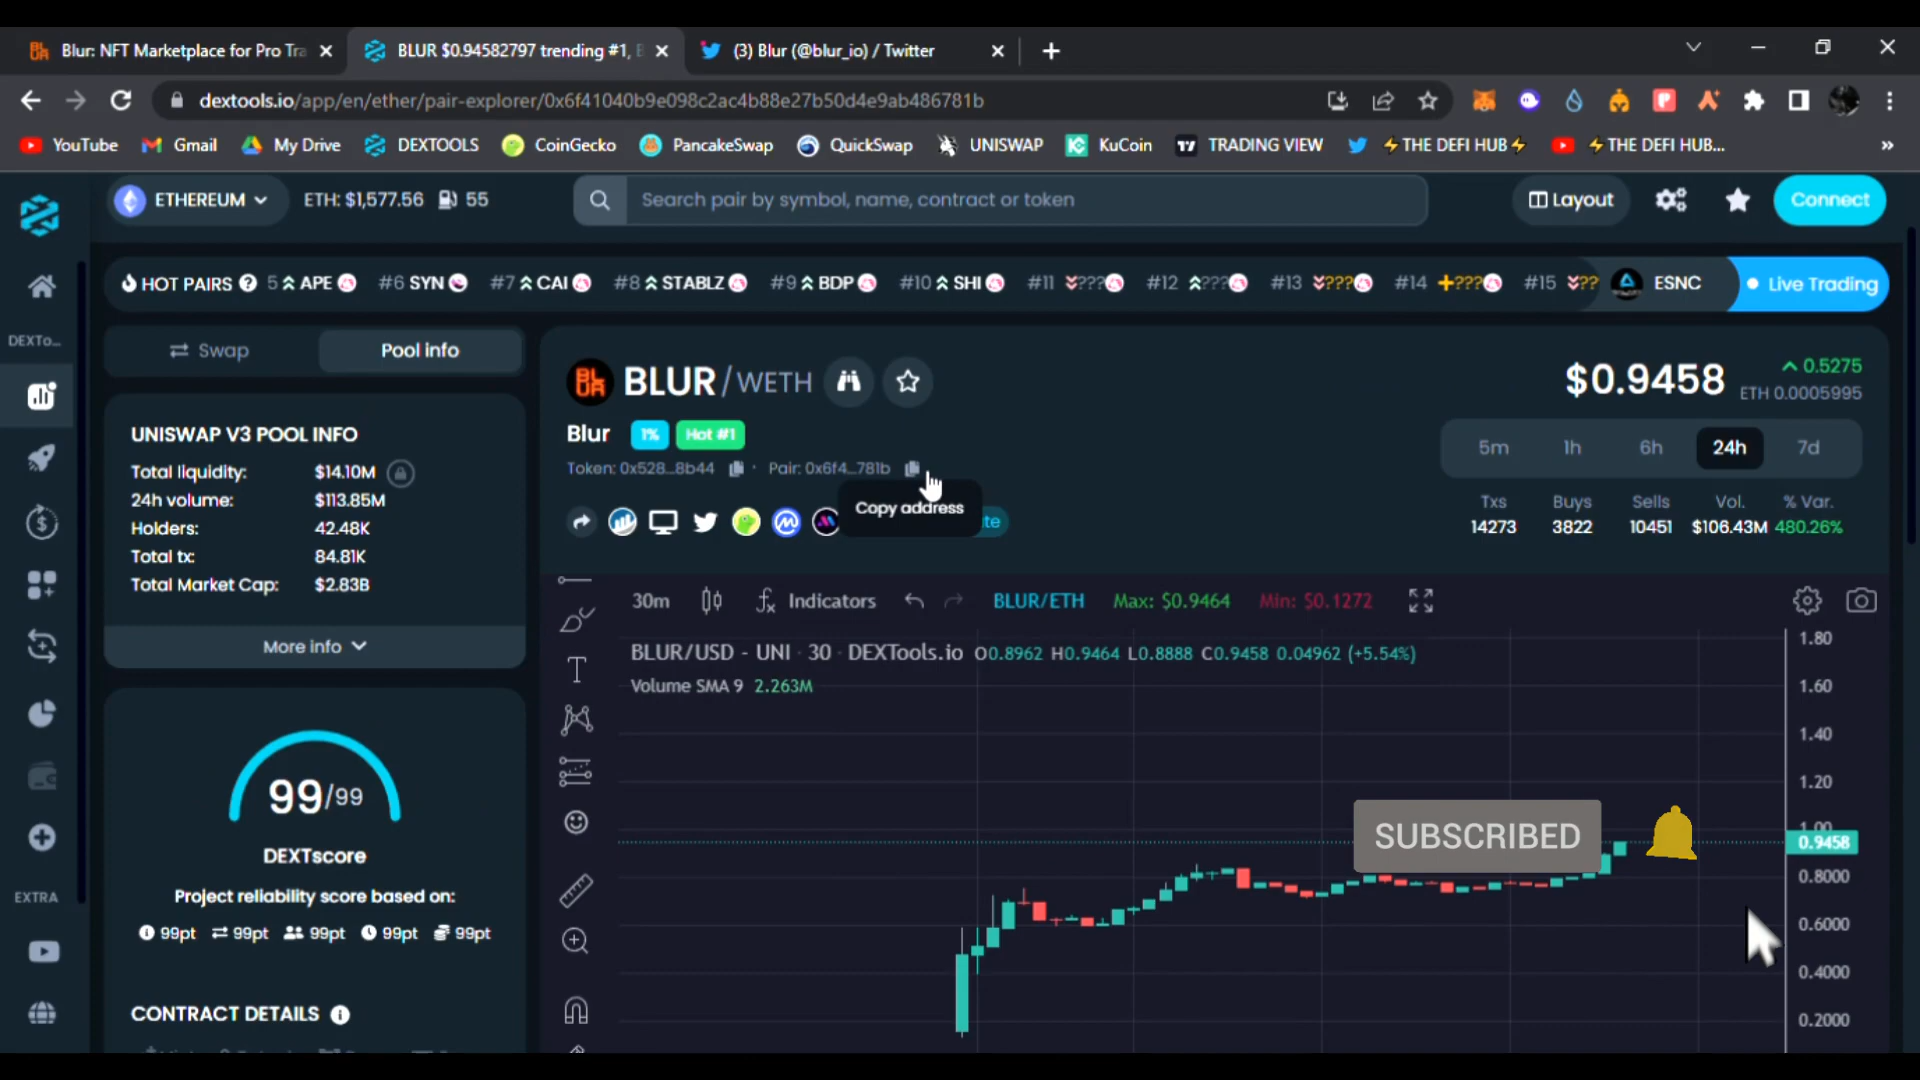 Blur: NFT Marketplace for Pro Tra
BLUR $0.94582797 trending #1, B
(3) Blur (@blur_io) / Twitter
dextools.io/app/en/ether/pair-explorer/0x6f41040b9e098c2ac4b88e27b50d4e9ab486781b
YouTube Gmail My Drive DEXTOOLS CoinGecko PancakeSwap QuickSwap UNISWAP KuCoin TRADING VIEW ⚡THE DEFI HUB⚡ ⚡THE DEFI HUB... »
ETHEREUM ETH: $1,577.56 55
Search pair by symbol, name, contract or token
Layout
Connect
HOT PAIRS 5 APE #6 SYN #7 CAI #8 STABLZ #9 BDP #10 SHI #11 ??? #12 ??? #13 ??? #14 ??? #15 ?? ESNC Live Trading
DEXTo...
Swap
Pool info
UNISWAP V3 POOL INFO
Total liquidity: $14.10M
24h volume: $113.85M
Holders: 42.48K
Total tx: 84.81K
Total Market Cap: $2.83B
More info
99/99
DEXTscore
Project reliability score based on:
99pt 99pt 99pt 99pt 99pt
EXTRA
CONTRACT DETAILS
BLUR/WETH
Blur 1% Hot #1
Token: 0x528...8b44 · Pair: 0x6f4...781b
Copy address
te
$0.9458
0.5275
ETH 0.0005995
5m 1h 6h 24h 7d
Txs Buys Sells Vol. % Var.
14273 3822 10451 $106.43M 480.26%
30m Indicators BLUR/ETH Max: $0.9464 Min: $0.1272
BLUR/USD - UNI · 30 · DEXTools.io O0.8962 H0.9464 L0.8888 C0.9458 0.04962 (+5.54%)
Volume SMA 9 2.263M
1.80
1.60
1.40
1.20
1.00
0.9458
0.8000
0.6000
0.4000
0.2000
SUBSCRIBED